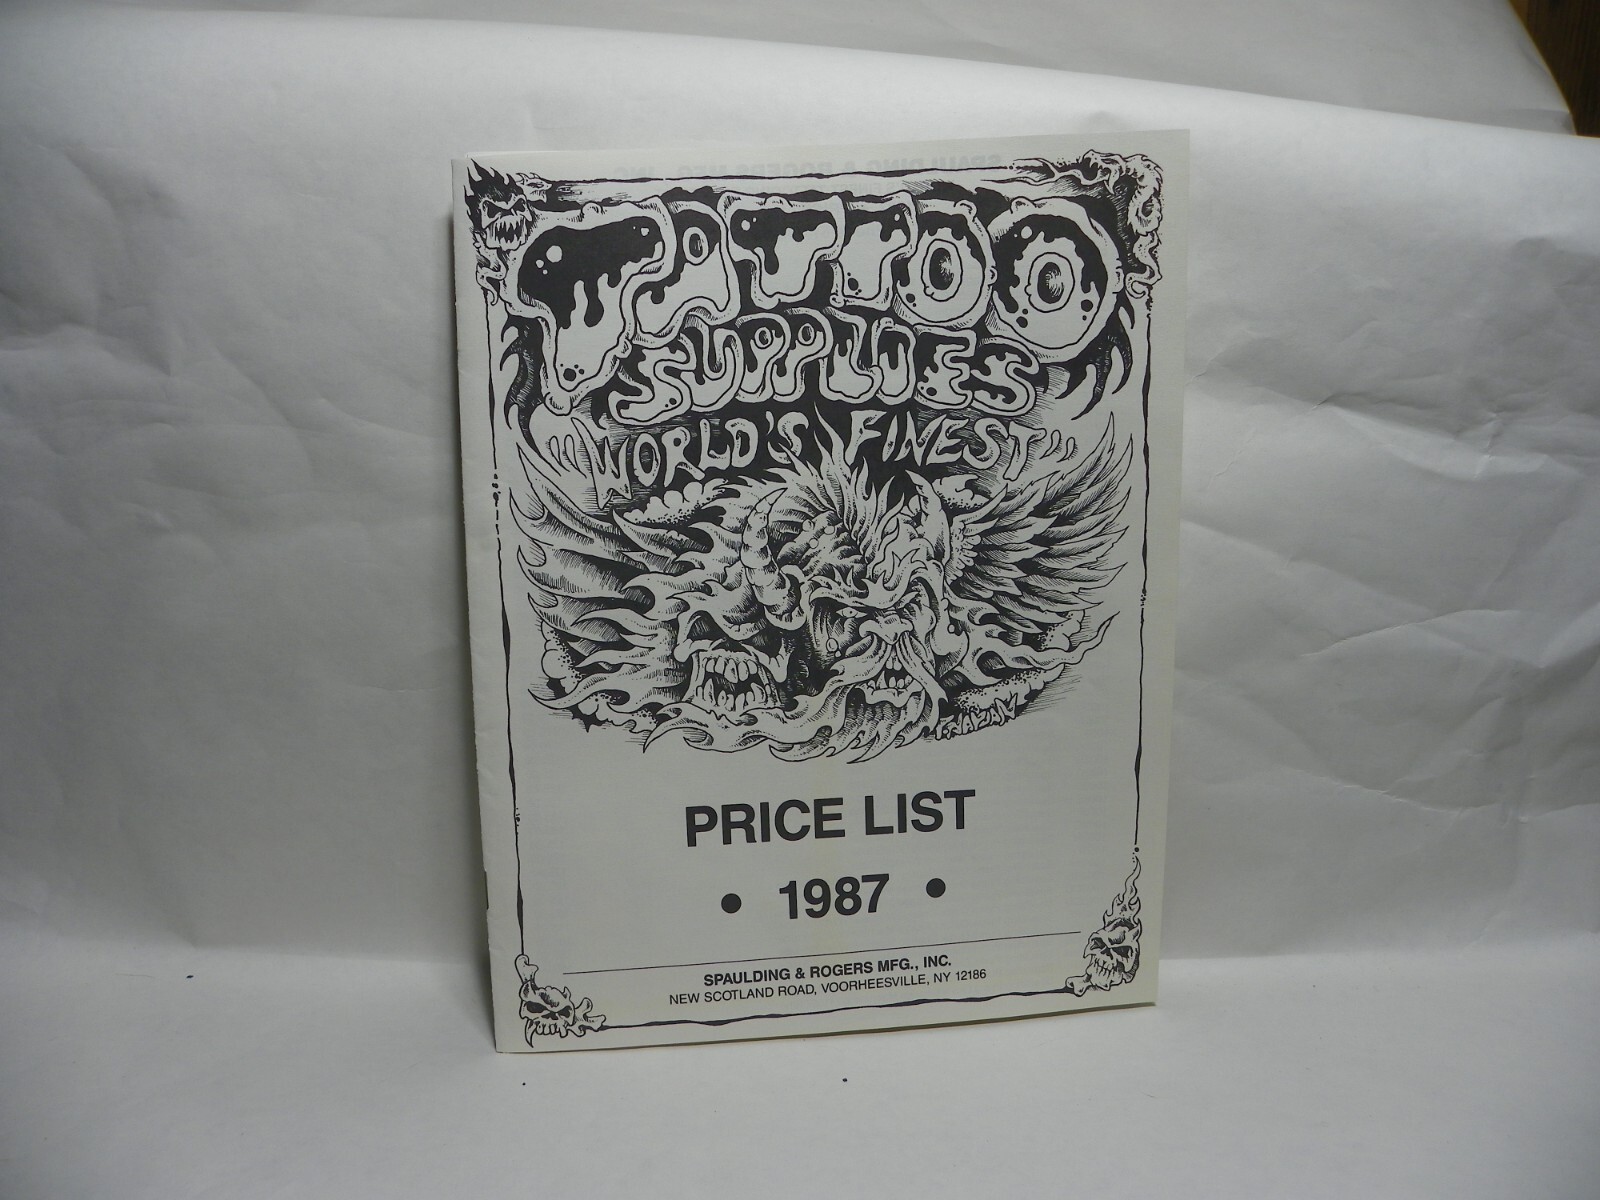 TATTOO
SUPPLIES
"WORLD'S FINEST"
PRICE LIST
• 1987 •
SPAULDING & ROGERS MFG., INC.
NEW SCOTLAND ROAD, VOORHEESVILLE, NY 12186